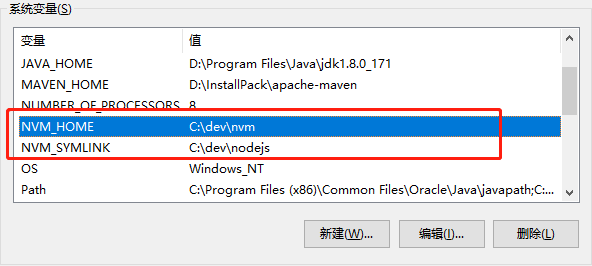 系统变量(S)
变量 值
JAVA_HOME D:\Program Files\Java\jdk1.8.0_171
MAVEN_HOME D:\InstallPack\apache-maven
NUMBER_OF_PROCESSORS 8
NVM_HOME C:\dev\nvm
NVM_SYMLINK C:\dev\nodejs
OS Windows_NT
Path C:\Program Files (x86)\Common Files\Oracle\Java\javapath;C:...
新建(W)... 编辑(I)... 删除(L)